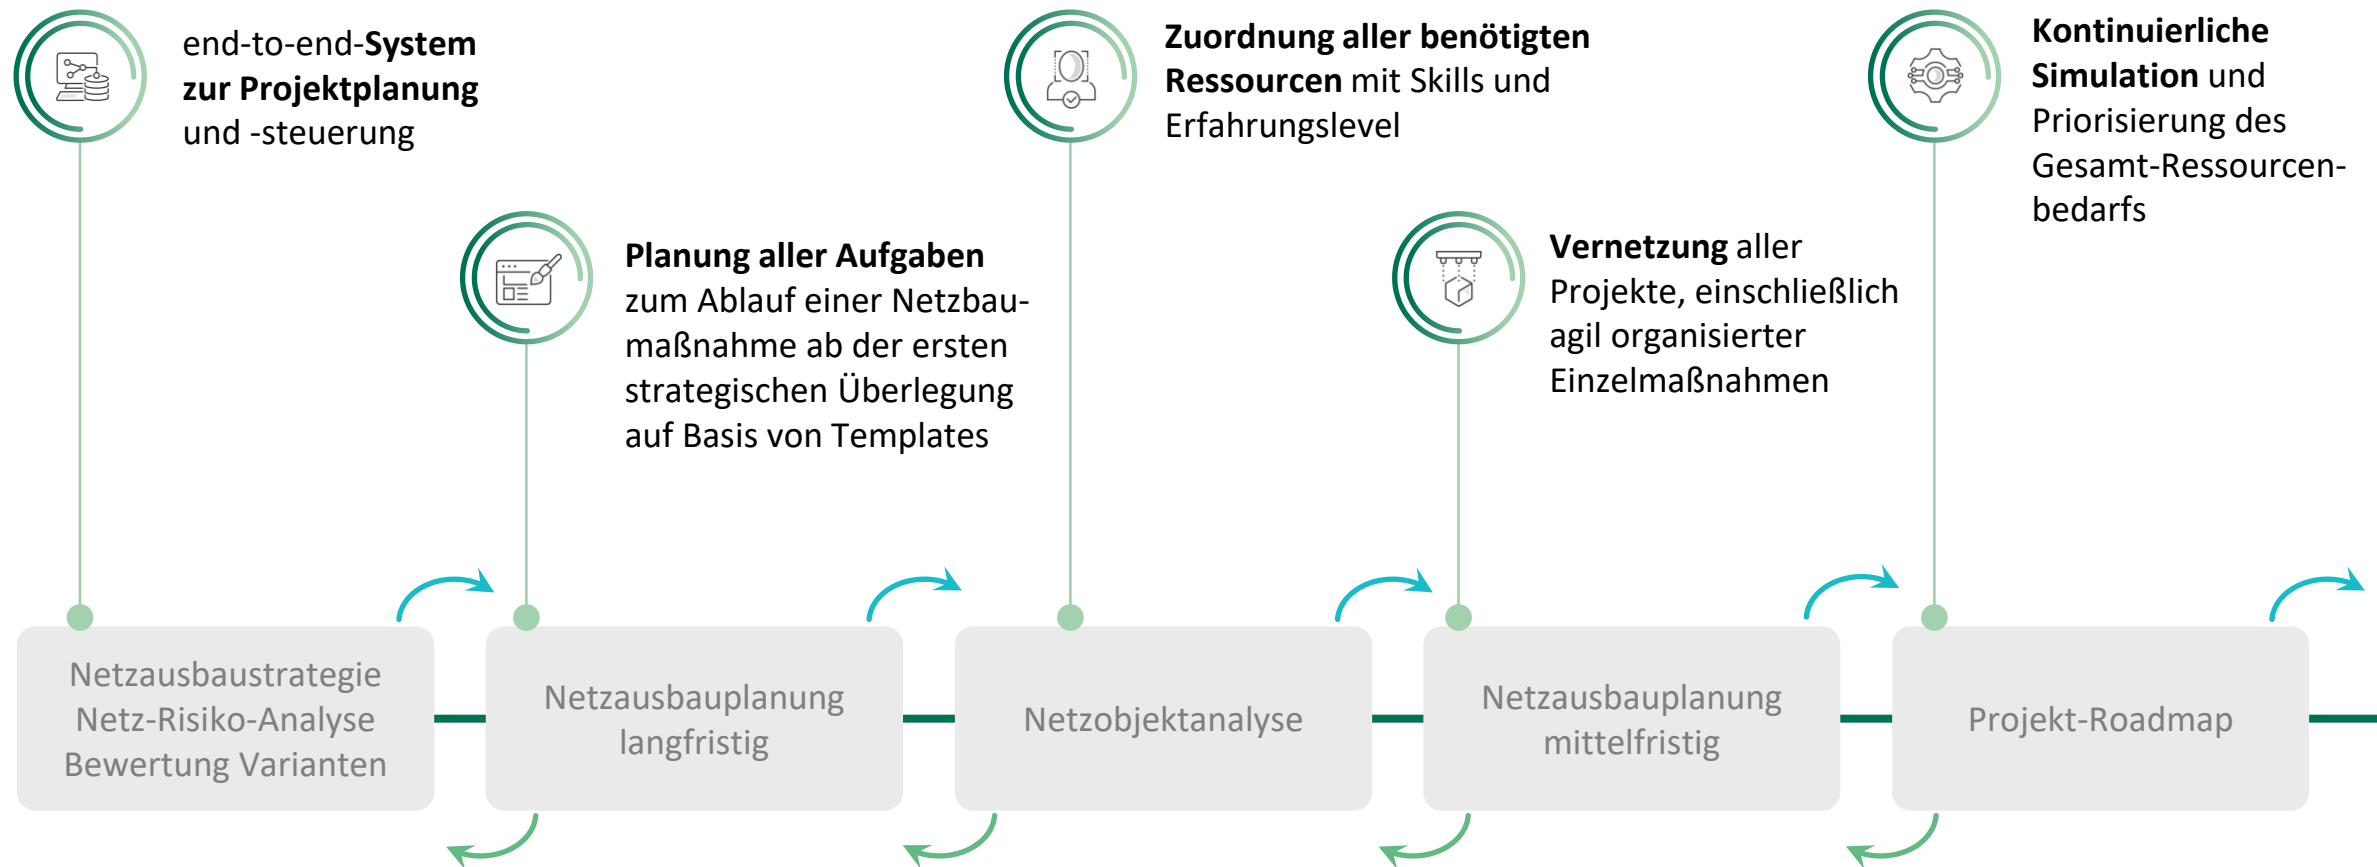 end-to-end-System
zur Projektplanung
und -steuerung
Planung aller Aufgaben
zum Ablauf einer Netzbau-
maßnahme ab der ersten
strategischen Überlegung
auf Basis von Templates
Zuordnung aller benötigten
Ressourcen mit Skills und
Erfahrungslevel
Vernetzung aller
Projekte, einschließlich
agil organisierter
Einzelmaßnahmen
Kontinuierliche
Simulation und
Priorisierung des
Gesamt-Ressourcen-
bedarfs
Netzausbaustrategie
Netz-Risiko-Analyse
Bewertung Varianten
Netzausbauplanung
langfristig
Netzobjektanalyse
Netzausbauplanung
mittelfristig
Projekt-Roadmap